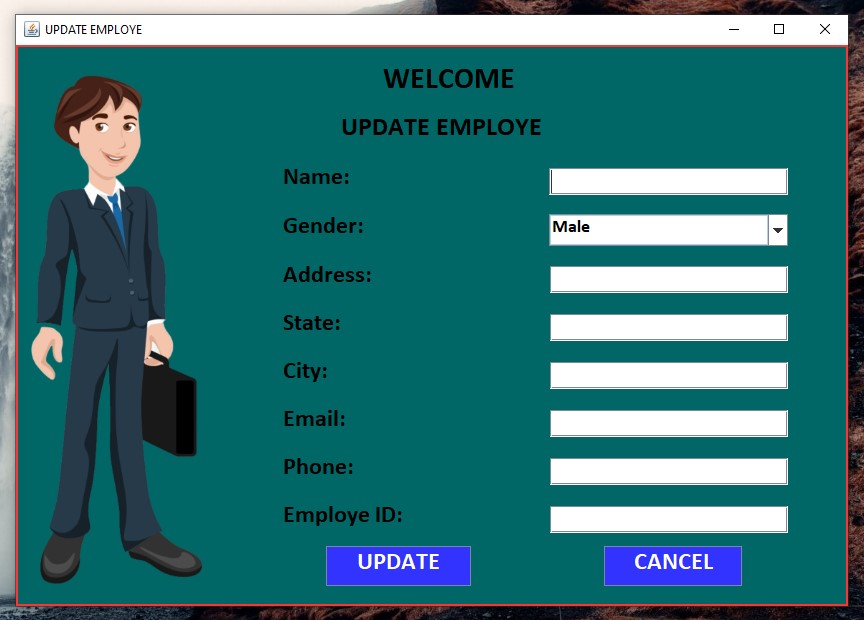 UPDATE EMPLOYE
WELCOME
UPDATE EMPLOYE
Name:
Gender: Male
Address:
State:
City:
Email:
Phone:
Employe ID:
UPDATE CANCEL